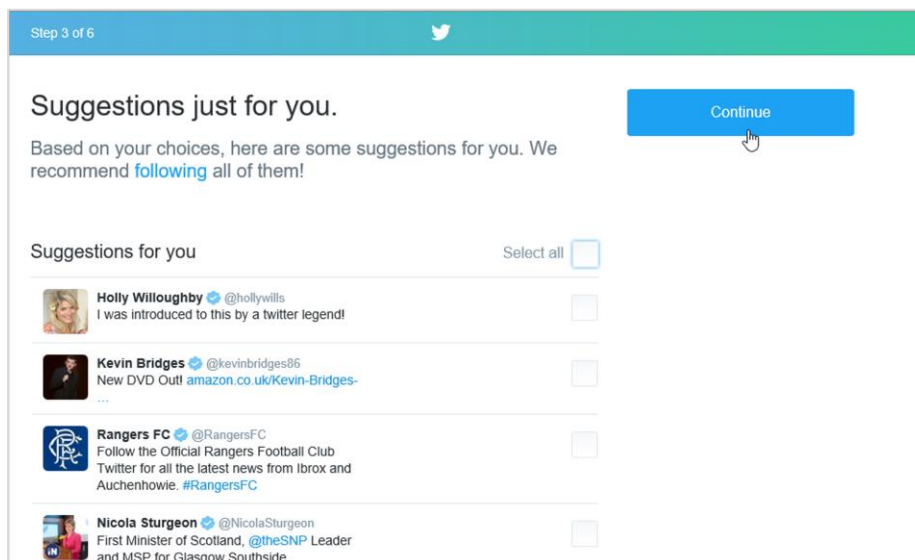 Step 3 of 6
Suggestions just for you.
Continue
Based on your choices, here are some suggestions for you. We
recommend following all of them!
Suggestions for you
Select all
Holly Willoughby @hollywills
I was introduced to this by a twitter legend!
Kevin Bridges @kevinbridges86
New DVD Out! amazon.co.uk/Kevin-Bridges-
...
Rangers FC @RangersFC
Follow the Official Rangers Football Club
Twitter for all the latest news from Ibrox and
Auchenhowie. #RangersFC
Nicola Sturgeon @NicolaSturgeon
First Minister of Scotland, @theSNP Leader
and MSP for Glasgow Southside